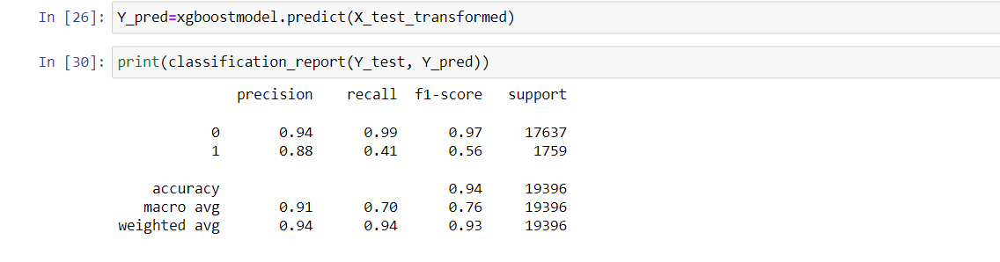 In [26]: Y_pred=xgboostmodel.predict(X_test_transformed)
In [30]: print(classification_report(Y_test, Y_pred))
precision recall f1-score support
0 0.94 0.99 0.97 17637
1 0.88 0.41 0.56 1759
accuracy 0.94 19396
macro avg 0.91 0.70 0.76 19396
weighted avg 0.94 0.94 0.93 19396